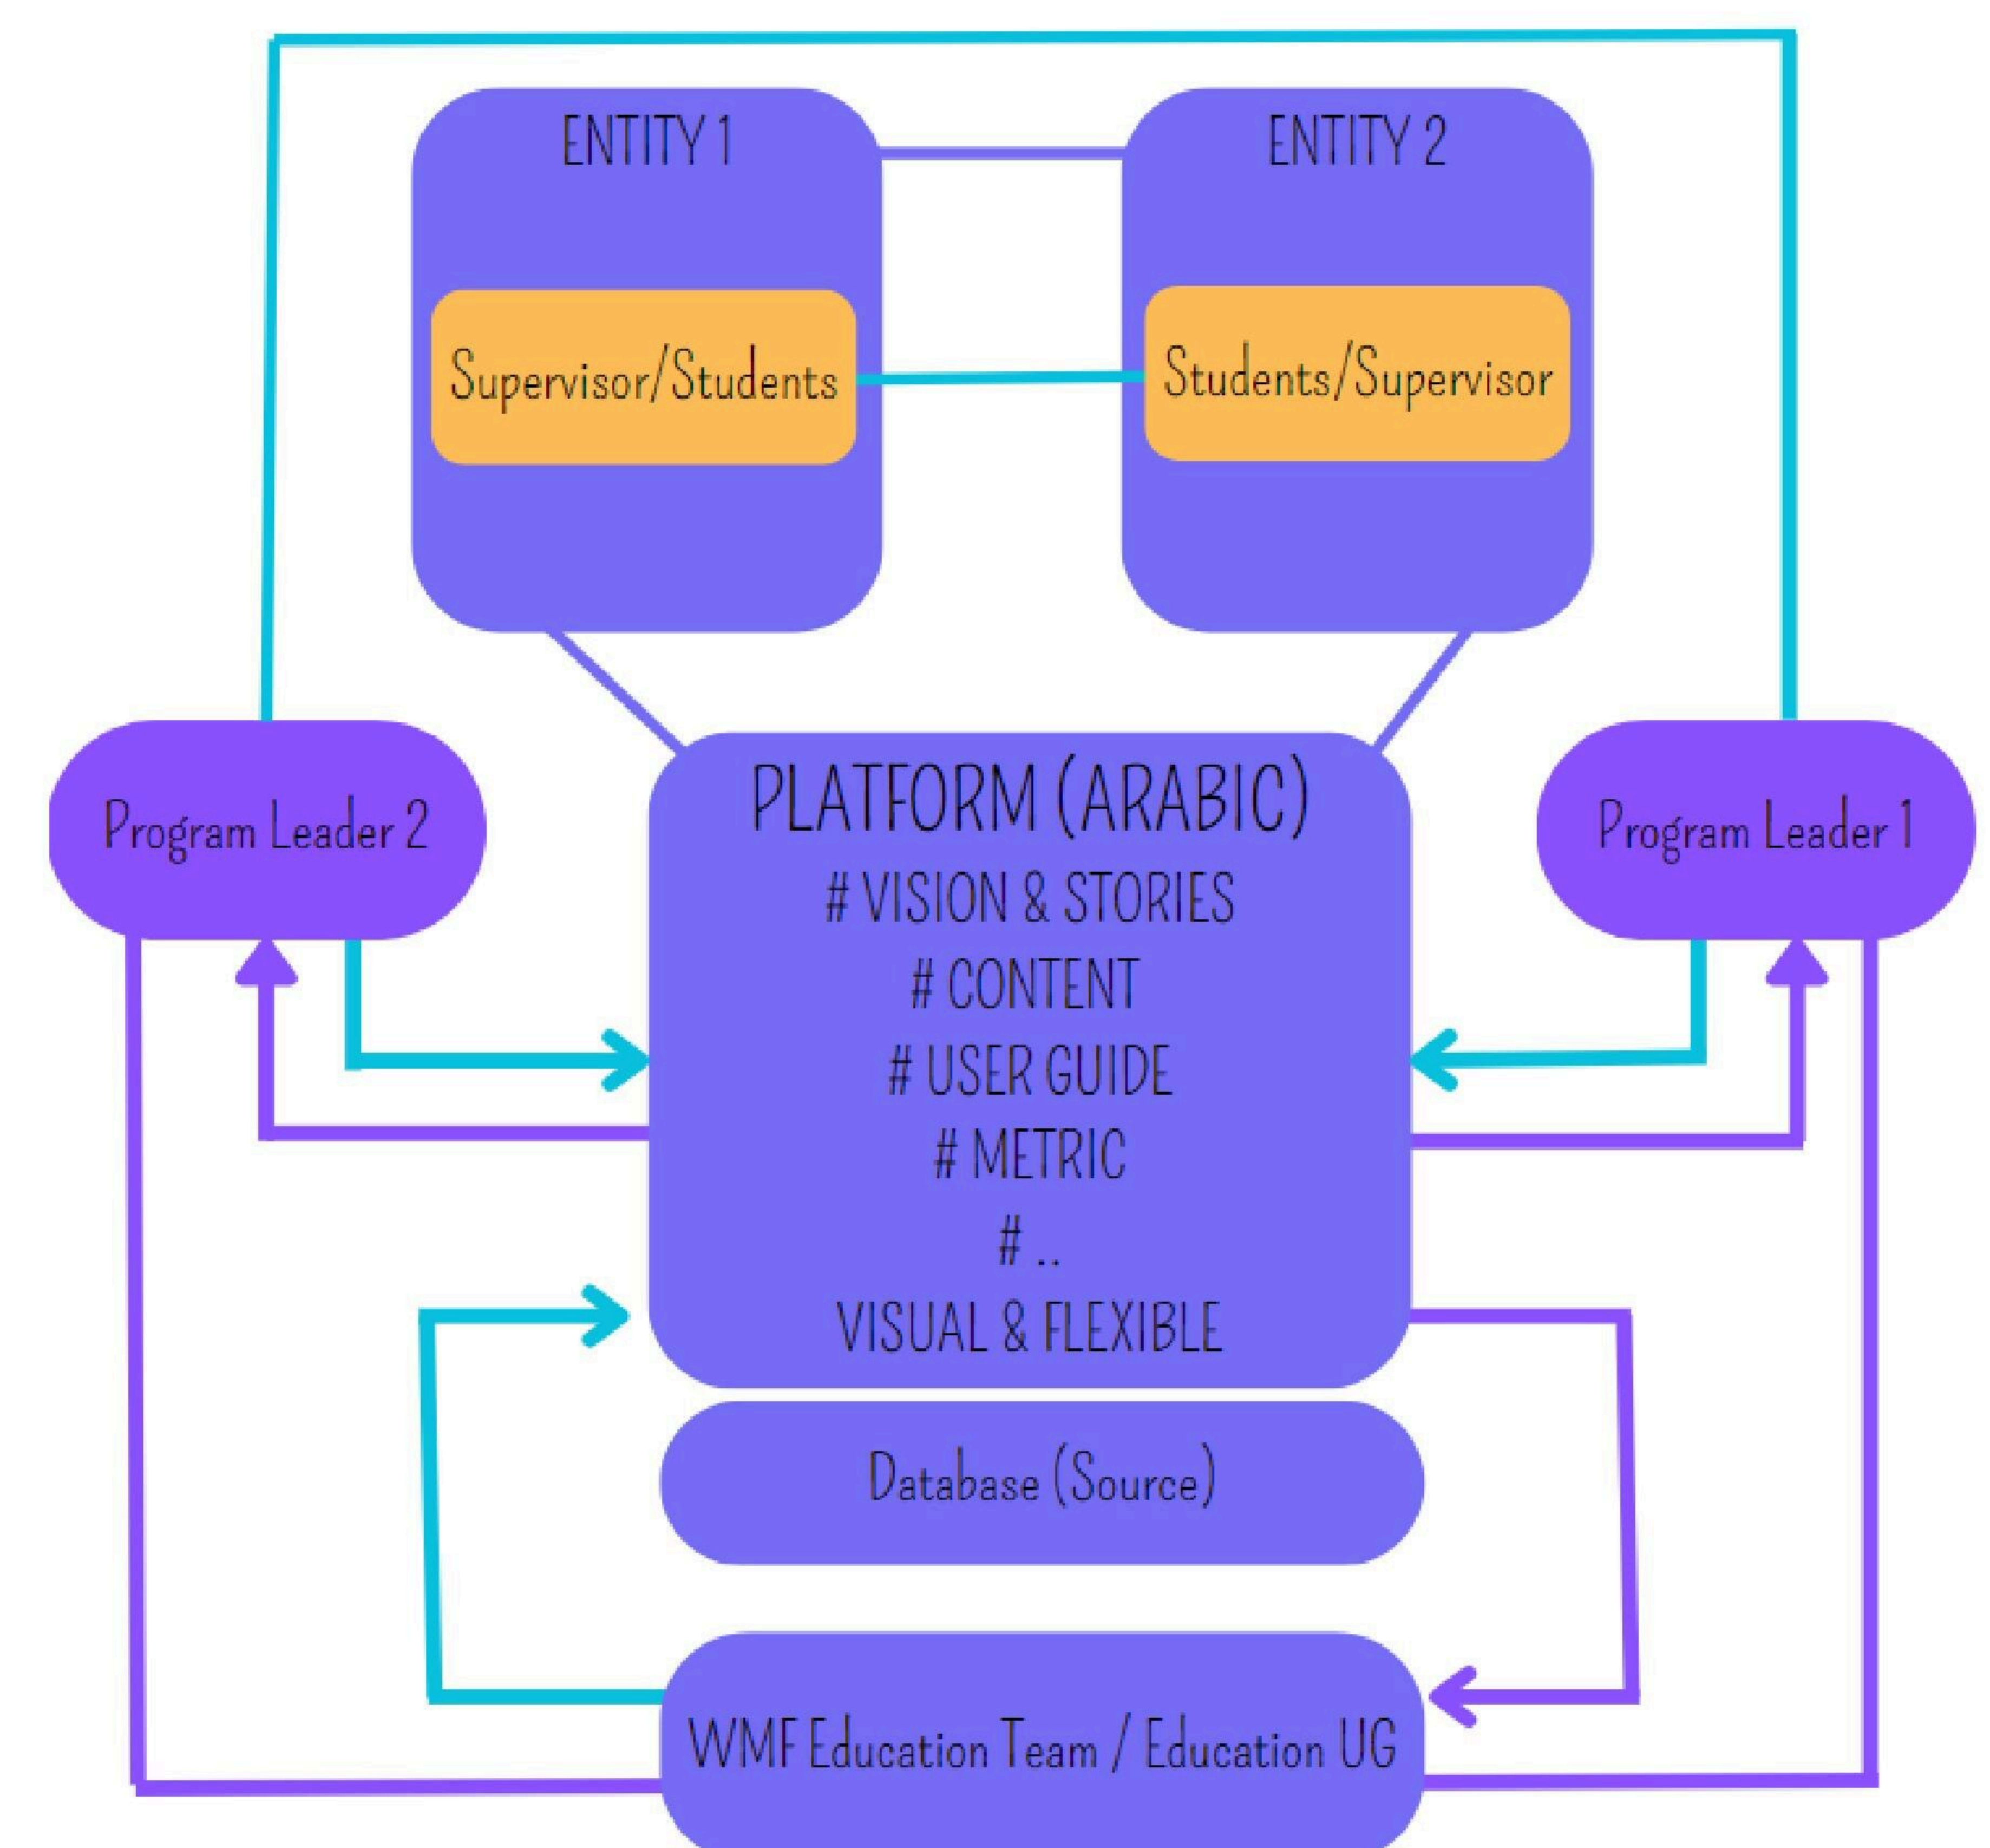 ENTITY 1
ENTITY 2
Supervisor/Students
Students/Supervisor
Program Leader 2
Program Leader 1
PLATFORM (ARABIC)
# VISION & STORIES
# CONTENT
# USER GUIDE
# METRIC
# ..
VISUAL & FLEXIBLE
Database (Source)
WMF Education Team / Education UG